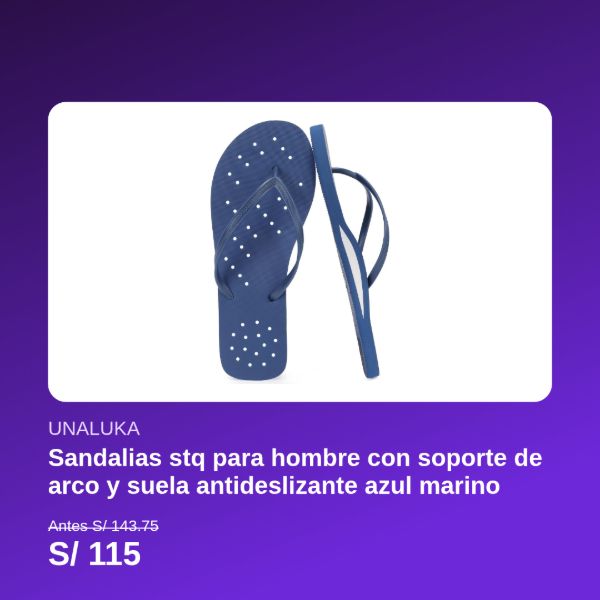 UNALUKA
Sandalias stq para hombre con soporte de
arco y suela antideslizante azul marino
Antes S/ 143.75
S/ 115